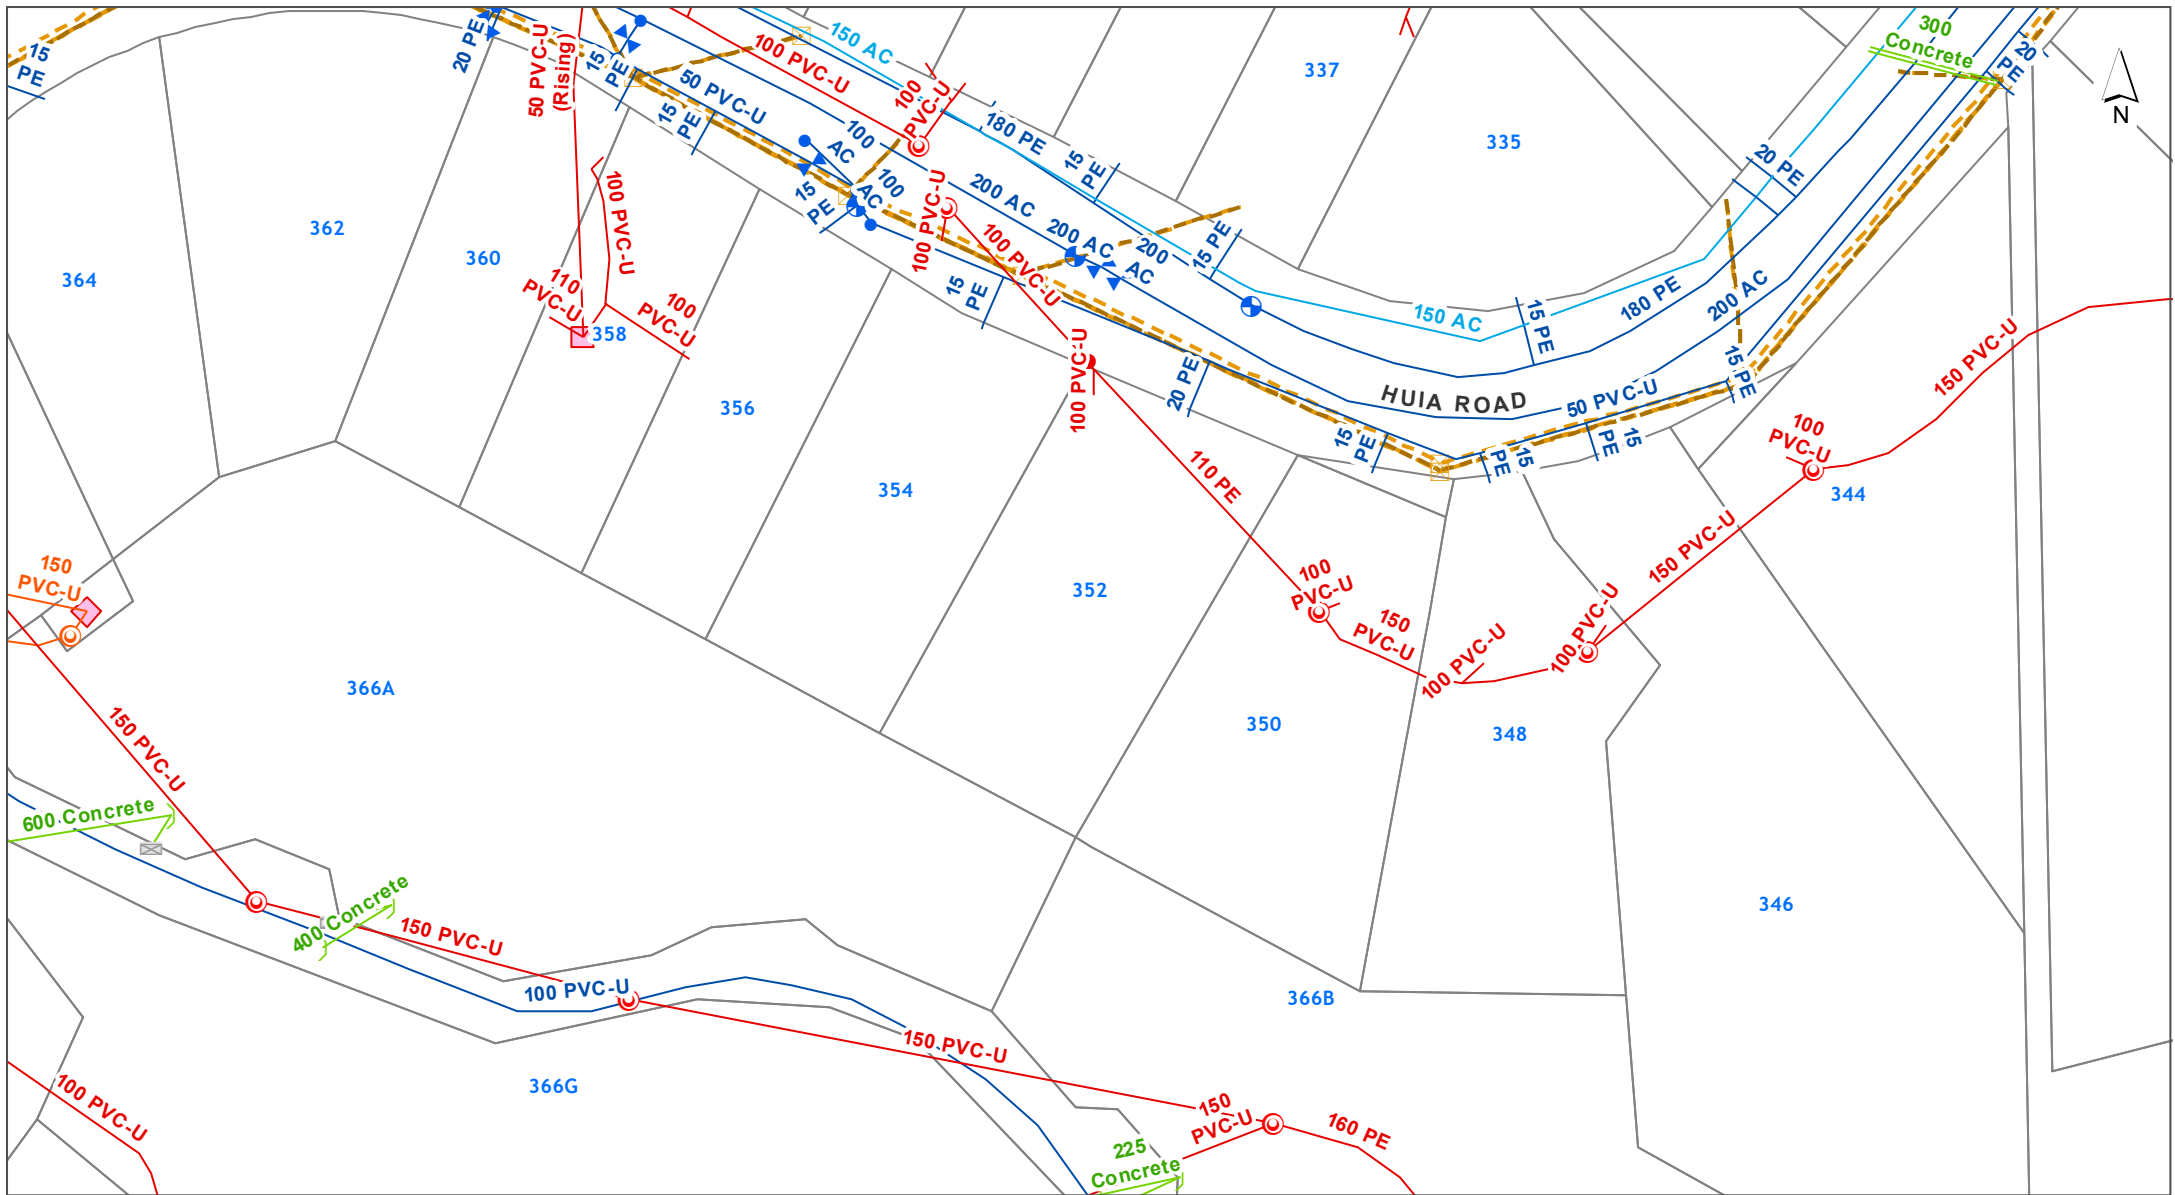 15
PE
20 PE
50 PVC-U
(Rising)
15
PE
100 PVC-U
150 AC
50 PVC-U
15
PE
100
PVC-U
100
AC
180 PE
337
335
300
Concrete
20
PE
N
20 PE
15
PE
15
PE
100
AC
200 AC
100 PVC-U
200 AC
200
AC
15 PE
362
360
364
100 PVC-U
110
PVC-U
100
PVC-U
358
100 PVC-U
15
PE
150 AC
15 PE
180 PE
200 AC
150 PVC-U
356
100 PVC-U
20 PE
HUIA ROAD
50 PVC-U
15 PE
15
PE
15
PE
15
PE
100
PVC-U
344
354
110 PE
352
100
PVC-U
150
PVC-U
100 PVC-U
100 PVC-U
150 PVC-U
150
PVC-U
366A
350
348
346
150 PVC-U
600 Concrete
400 Concrete
150 PVC-U
100 PVC-U
366B
150 PVC-U
366G
100 PVC-U
150
PVC-U
160 PE
225
Concrete